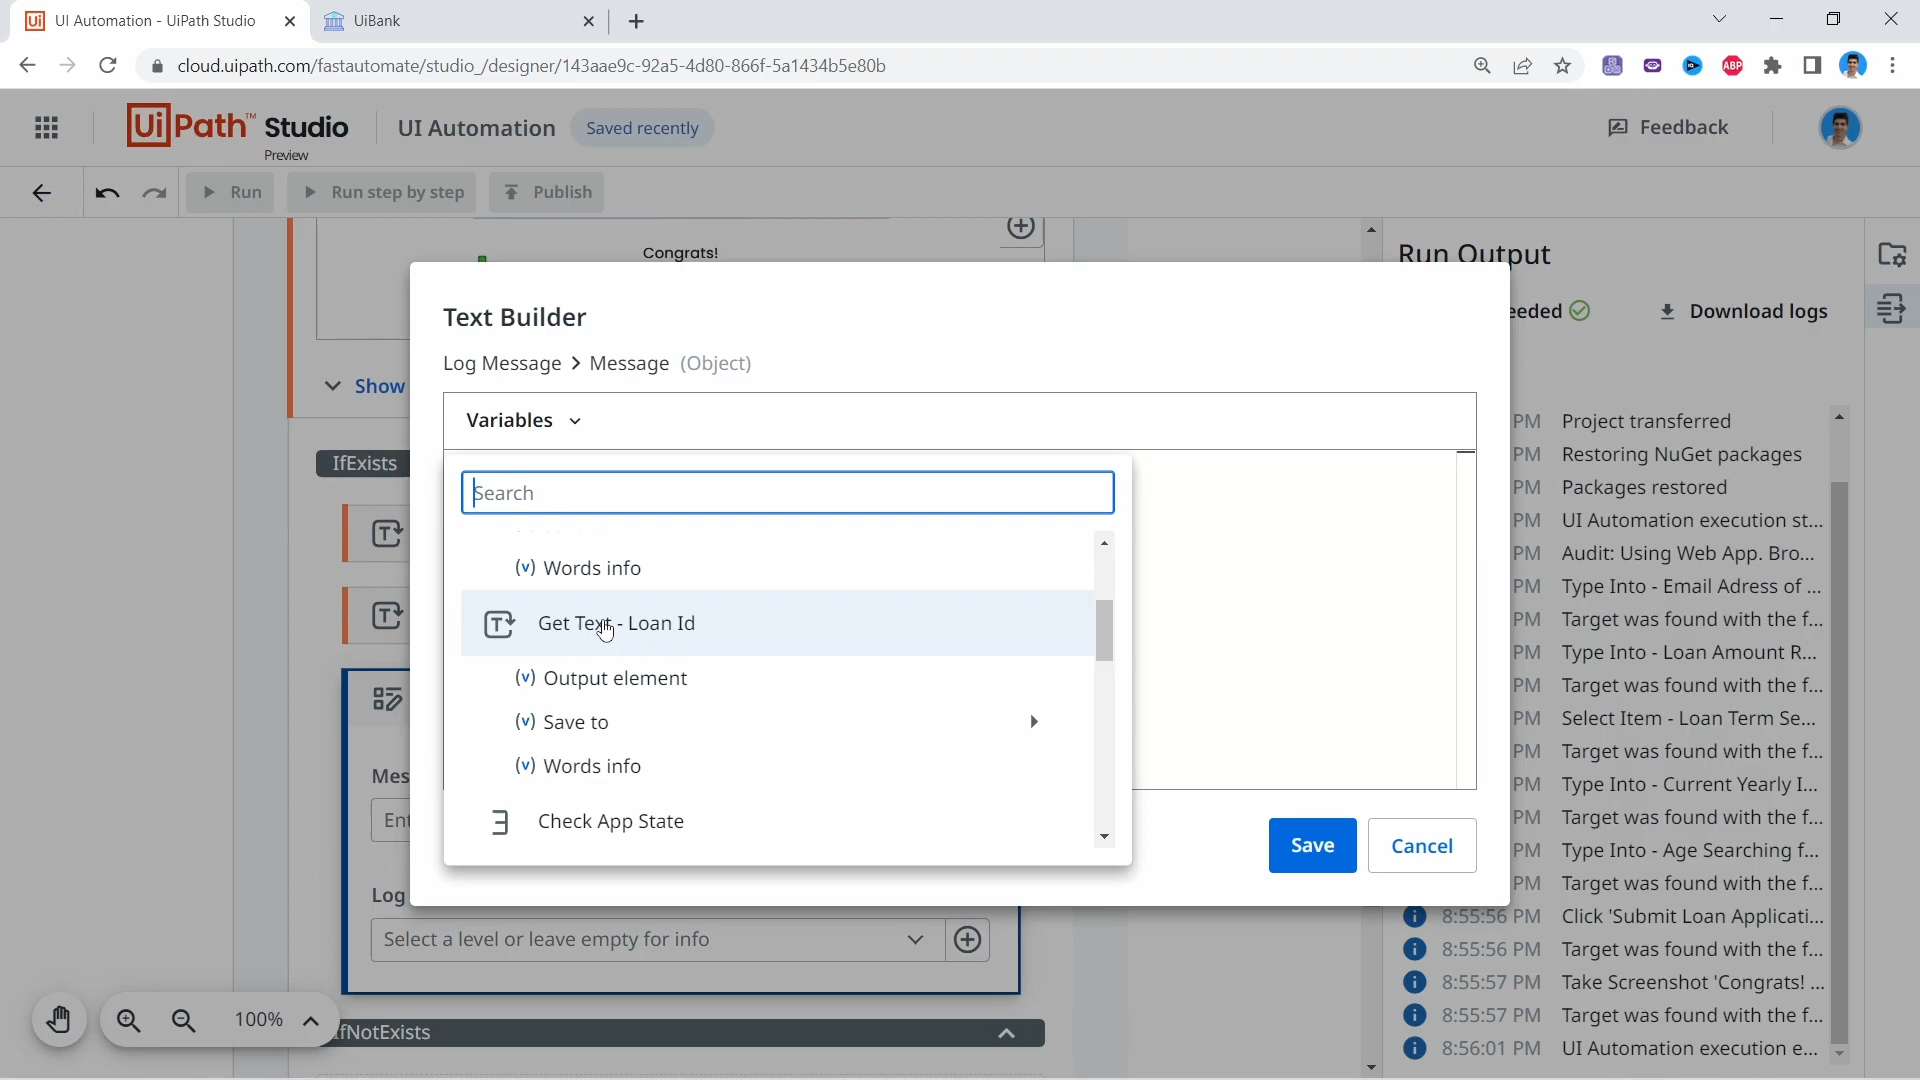 UI Automation - UiPath Studio
UiBank
cloud.uipath.com/fastautomate/studio_/designer/143aae9c-92a5-4d80-866f-5a1434b5e80b
UiPath™ Studio
Preview
UI Automation
Saved recently
Feedback
Run
Run step by step
Publish
Congrats!
Show
IfExists
Mes
Ent
Log
Select a level or leave empty for info
IfNotExists
100%
Text Builder
Log Message > Message (Object)
Variables
Search
(v) Words info
Get Text - Loan Id
(v) Output element
(v) Save to
(v) Words info
Check App State
Save
Cancel
Run Output
eeded
Download logs
PM Project transferred
PM Restoring NuGet packages
PM Packages restored
PM UI Automation execution st...
PM Audit: Using Web App. Bro...
PM Type Into - Email Adress of ...
PM Target was found with the f...
PM Type Into - Loan Amount R...
PM Target was found with the f...
PM Select Item - Loan Term Se...
PM Target was found with the f...
PM Type Into - Current Yearly I...
PM Target was found with the f...
PM Type Into - Age Searching f...
PM Target was found with the f...
8:55:56 PM Click 'Submit Loan Applicati...
8:55:56 PM Target was found with the f...
8:55:57 PM Take Screenshot 'Congrats! ...
8:55:57 PM Target was found with the f...
8:56:01 PM UI Automation execution e...